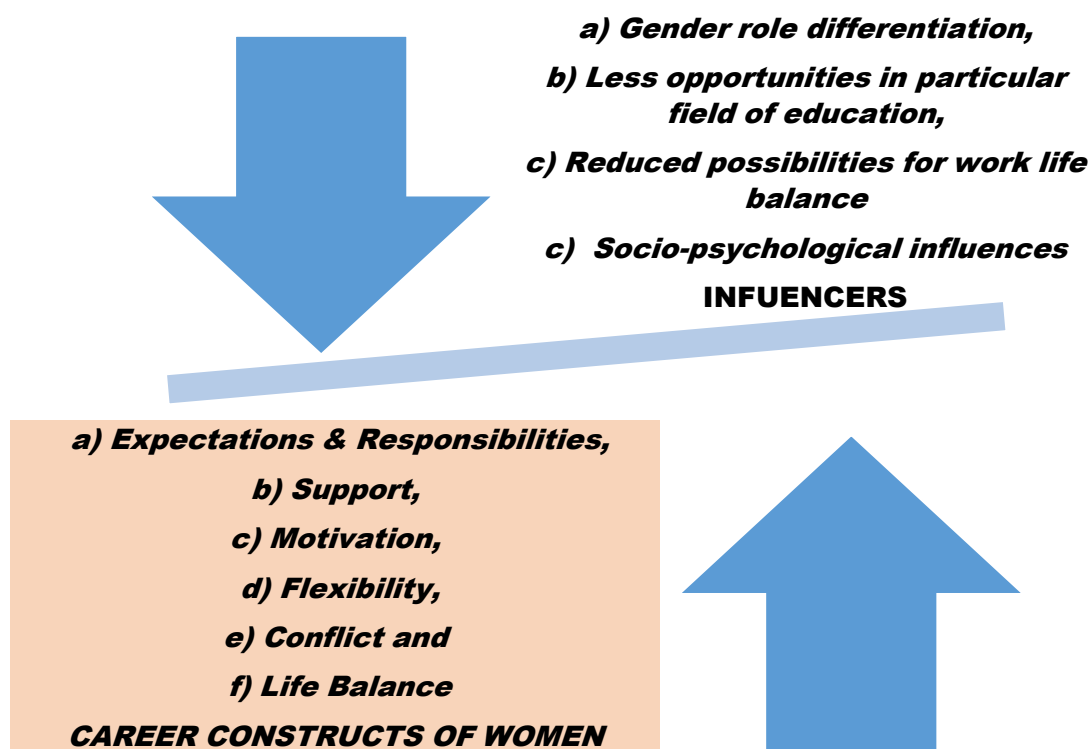 a) Gender role differentiation,
b) Less opportunities in particular
field of education,
c) Reduced possibilities for work life
balance
c) Socio-psychological influences
INFUENCERS
a) Expectations & Responsibilities,
b) Support,
c) Motivation,
d) Flexibility,
e) Conflict and
f) Life Balance
CAREER CONSTRUCTS OF WOMEN